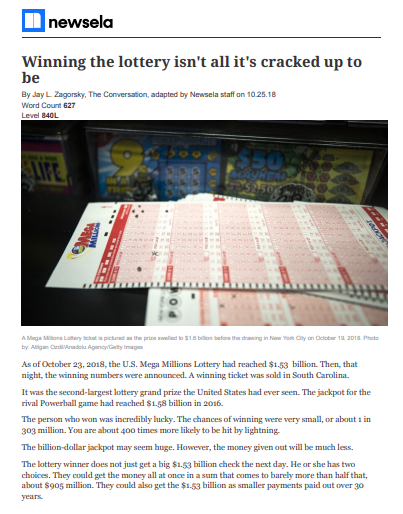 newsela
Winning the lottery isn't all it's cracked up to
be
By Jay L. Zagorsky, The Conversation, adapted by Newsela staff on 10.25.18
Word Count 627
Level 840L
LIFE
$50
MEGA
MILLIONS
POW
A Mega Millions Lottery ticket is pictured as the prize swelled to $1.6 billion before the drawing in New York City on October 19, 2018. Photo
by: Atilgan Ozdil/Anadolu Agency/Getty Images
As of October 23, 2018, the U.S. Mega Millions Lottery had reached $1.53 billion. Then, that
night, the winning numbers were announced. A winning ticket was sold in South Carolina.
It was the second-largest lottery grand prize the United States had ever seen. The jackpot for the
rival Powerball game had reached $1.58 billion in 2016.
The person who won was incredibly lucky. The chances of winning were very small, or about 1 in
303 million. You are about 400 times more likely to be hit by lightning.
The billion-dollar jackpot may seem huge. However, the money given out will be much less.
The lottery winner does not just get a big $1.53 billion check the next day. He or she has two
choices. They could get the money all at once in a sum that comes to barely more than half that,
about $905 million. They could also get the $1.53 billion as smaller payments paid out over 30
years.